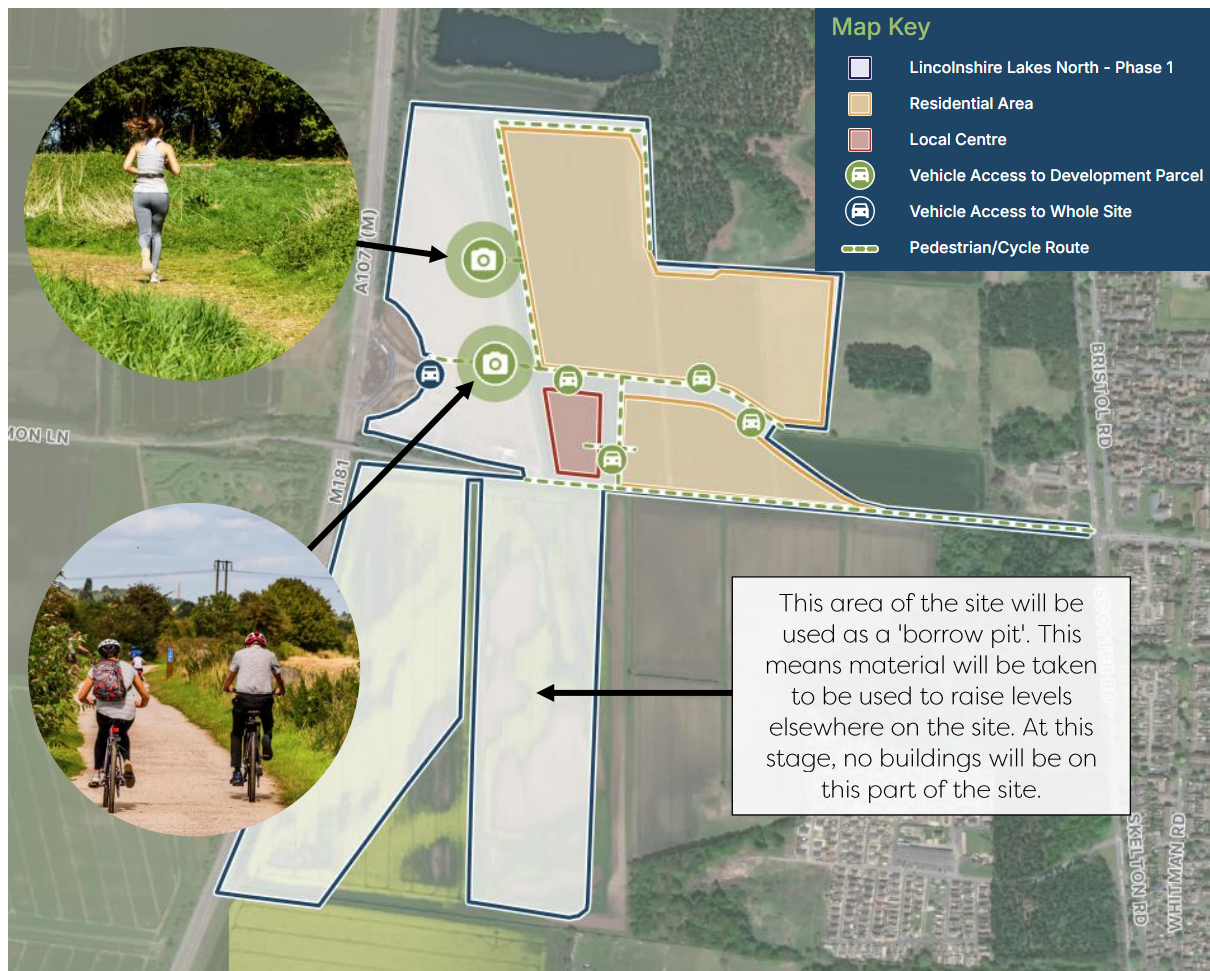 Map Key
Lincolnshire Lakes North - Phase 1
Residential Area
Local Centre
Vehicle Access to Development Parcel
Vehicle Access to Whole Site
Pedestrian/Cycle Route
(M)
MON LN
M181
BRISTOL RD
This area of the site will be
used as a 'borrow pit'. This
means material will be taken
to be used to raise levels
elsewhere on the site. At this
stage, no buildings will be on
this part of the site.
SKELTON RD
WHITMAN RD